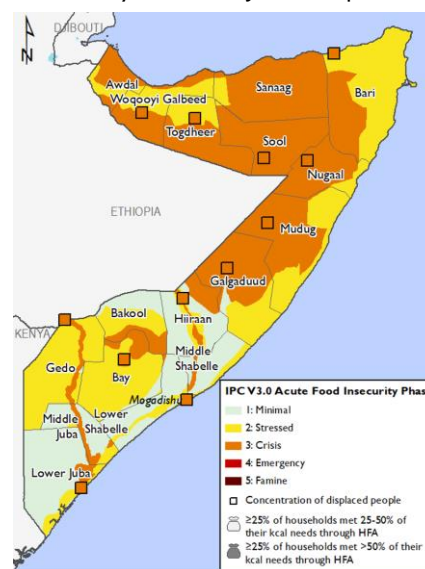 DJIBOUTI
N
Awdal
Woqooyi Galbeed
Togdheer
Sanaag
Bari
Sool
Nugaal
ETHIOPIA
Mudug
Galgaduud
Bakool
Hiiraan
KENYA
Gedo
Bay
Middle
Shabelle
Mogadishu
Middle
Juba
Lower
Shabelle
Lower Juba
IPC V3.0 Acute Food Insecurity Phas
1: Minimal
2: Stressed
3: Crisis
4: Emergency
5: Famine
Concentration of displaced people
≥25% of households met 25-50% of
their kcal needs through HFA
≥25% of households met >50% of
their kcal needs through HFA